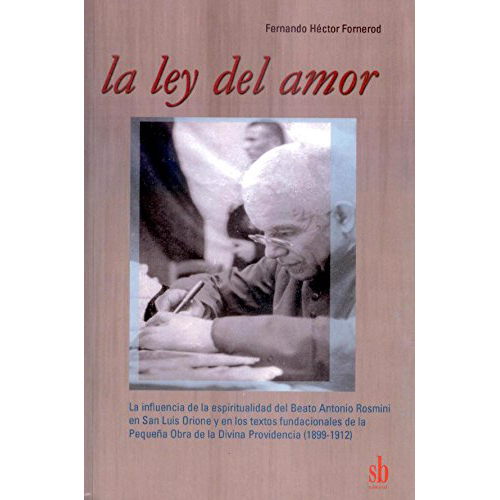 Fernando Héctor Fornerod
la ley del amor
La influencia de la espiritualidad del Beato Antonio Rosmini
en San Luis Orione y en los textos fundacionales de la
Pequeña Obra de la Divina Providencia (1899-1912)
sb
editorial